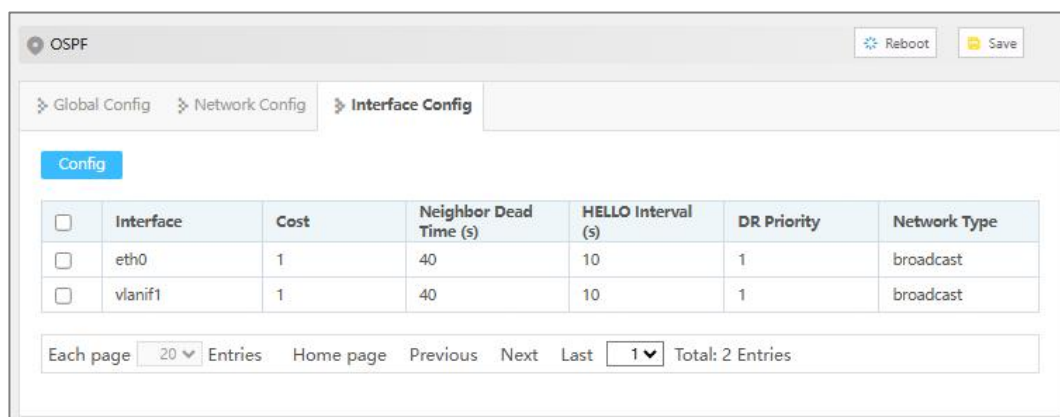 OSPF Reboot Save
Global Config Network Config Interface Config
Config
Interface Cost Neighbor Dead Time (s) HELLO Interval (s) DR Priority Network Type
eth0 1 40 10 1 broadcast
vlanif1 1 40 10 1 broadcast
Each page 20 Entries Home page Previous Next Last 1 Total: 2 Entries